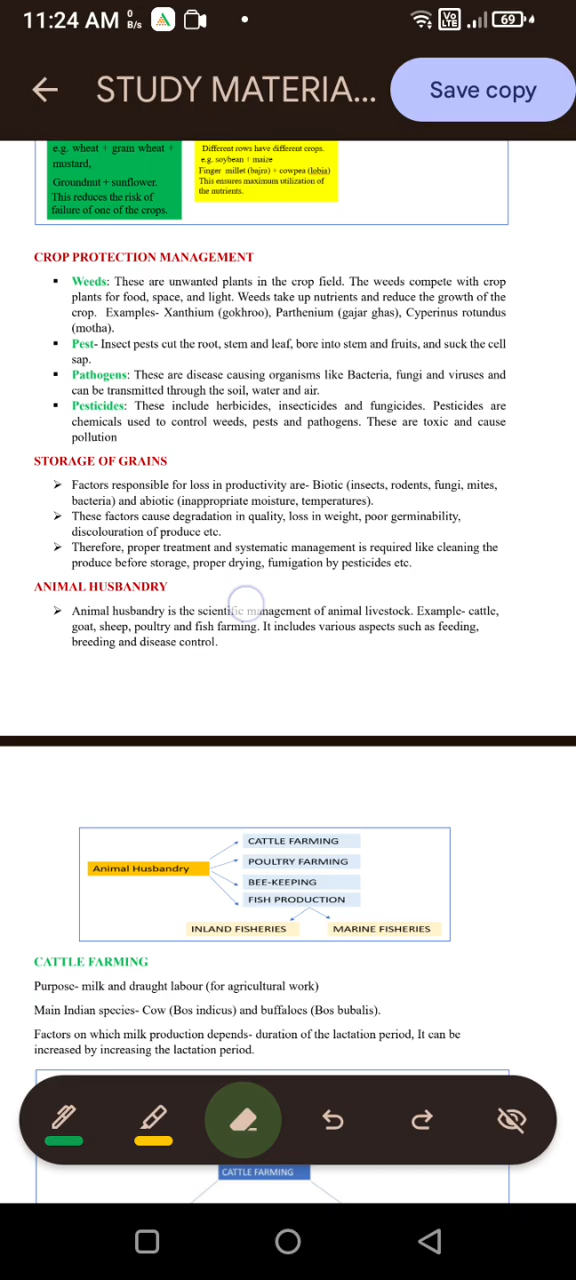 11:24 AM 0 B/s
Vo LTE 69
STUDY MATERIA... Save copy
e.g. wheat + gram wheat +
mustard,
Groundnut + sunflower.
This reduces the risk of
failure of one of the crops.
Different rows have different crops.
e.g. soybean + maize
Finger millet (bajra) + cowpea (lobia)
This ensures maximum utilization of
the nutrients.
CROP PROTECTION MANAGEMENT
▪ Weeds: These are unwanted plants in the crop field. The weeds compete with crop
plants for food, space, and light. Weeds take up nutrients and reduce the growth of the
crop. Examples- Xanthium (gokhroo), Parthenium (gajar ghas), Cyperinus rotundus
(motha).
▪ Pest- Insect pests cut the root, stem and leaf, bore into stem and fruits, and suck the cell
sap.
▪ Pathogens: These are disease causing organisms like Bacteria, fungi and viruses and
can be transmitted through the soil, water and air.
▪ Pesticides: These include herbicides, insecticides and fungicides. Pesticides are
chemicals used to control weeds, pests and pathogens. These are toxic and cause
pollution
STORAGE OF GRAINS
➤ Factors responsible for loss in productivity are- Biotic (insects, rodents, fungi, mites,
bacteria) and abiotic (inappropriate moisture, temperatures).
➤ These factors cause degradation in quality, loss in weight, poor germinability,
discolouration of produce etc.
➤ Therefore, proper treatment and systematic management is required like cleaning the
produce before storage, proper drying, fumigation by pesticides etc.
ANIMAL HUSBANDRY
➤ Animal husbandry is the scientific management of animal livestock. Example- cattle,
goat, sheep, poultry and fish farming. It includes various aspects such as feeding,
breeding and disease control.
CATTLE FARMING
POULTRY FARMING
Animal Husbandry
BEE-KEEPING
FISH PRODUCTION
INLAND FISHERIES MARINE FISHERIES
CATTLE FARMING
Purpose- milk and draught labour (for agricultural work)
Main Indian species- Cow (Bos indicus) and buffaloes (Bos bubalis).
Factors on which milk production depends- duration of the lactation period, It can be
increased by increasing the lactation period.
CATTLE FARMING